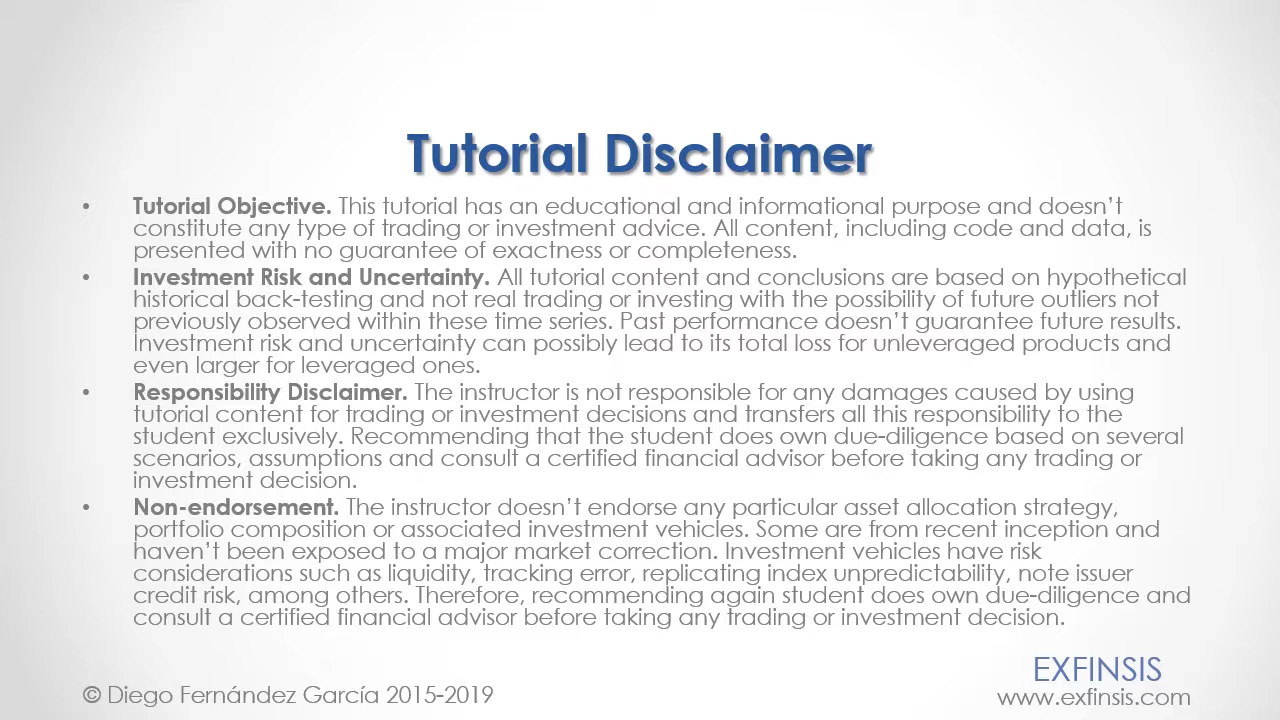 Tutorial Disclaimer
• Tutorial Objective. This tutorial has an educational and informational purpose and doesn't
constitute any type of trading or investment advice. All content, including code and data, is
presented with no guarantee of exactness or completeness.
• Investment Risk and Uncertainty. All tutorial content and conclusions are based on hypothetical
historical back-testing and not real trading or investing with the possibility of future outliers not
previously observed within these time series. Past performance doesn't guarantee future results.
Investment risk and uncertainty can possibly lead to its total loss for unleveraged products and
even larger for leveraged ones.
• Responsibility Disclaimer. The instructor is not responsible for any damages caused by using
tutorial content for trading or investment decisions and transfers all this responsibility to the
student exclusively. Recommending that the student does own due-diligence based on several
scenarios, assumptions and consult a certified financial advisor before taking any trading or
investment decision.
• Non-endorsement. The instructor doesn't endorse any particular asset allocation strategy,
portfolio composition or associated investment vehicles. Some are from recent inception and
haven't been exposed to a major market correction. Investment vehicles have risk
considerations such as liquidity, tracking error, replicating index unpredictability, note issuer
credit risk, among others. Therefore, recommending again student does own due-diligence and
consult a certified financial advisor before taking any trading or investment decision.
© Diego Fernández García 2015-2019
EXFINSIS
www.exfinsis.com